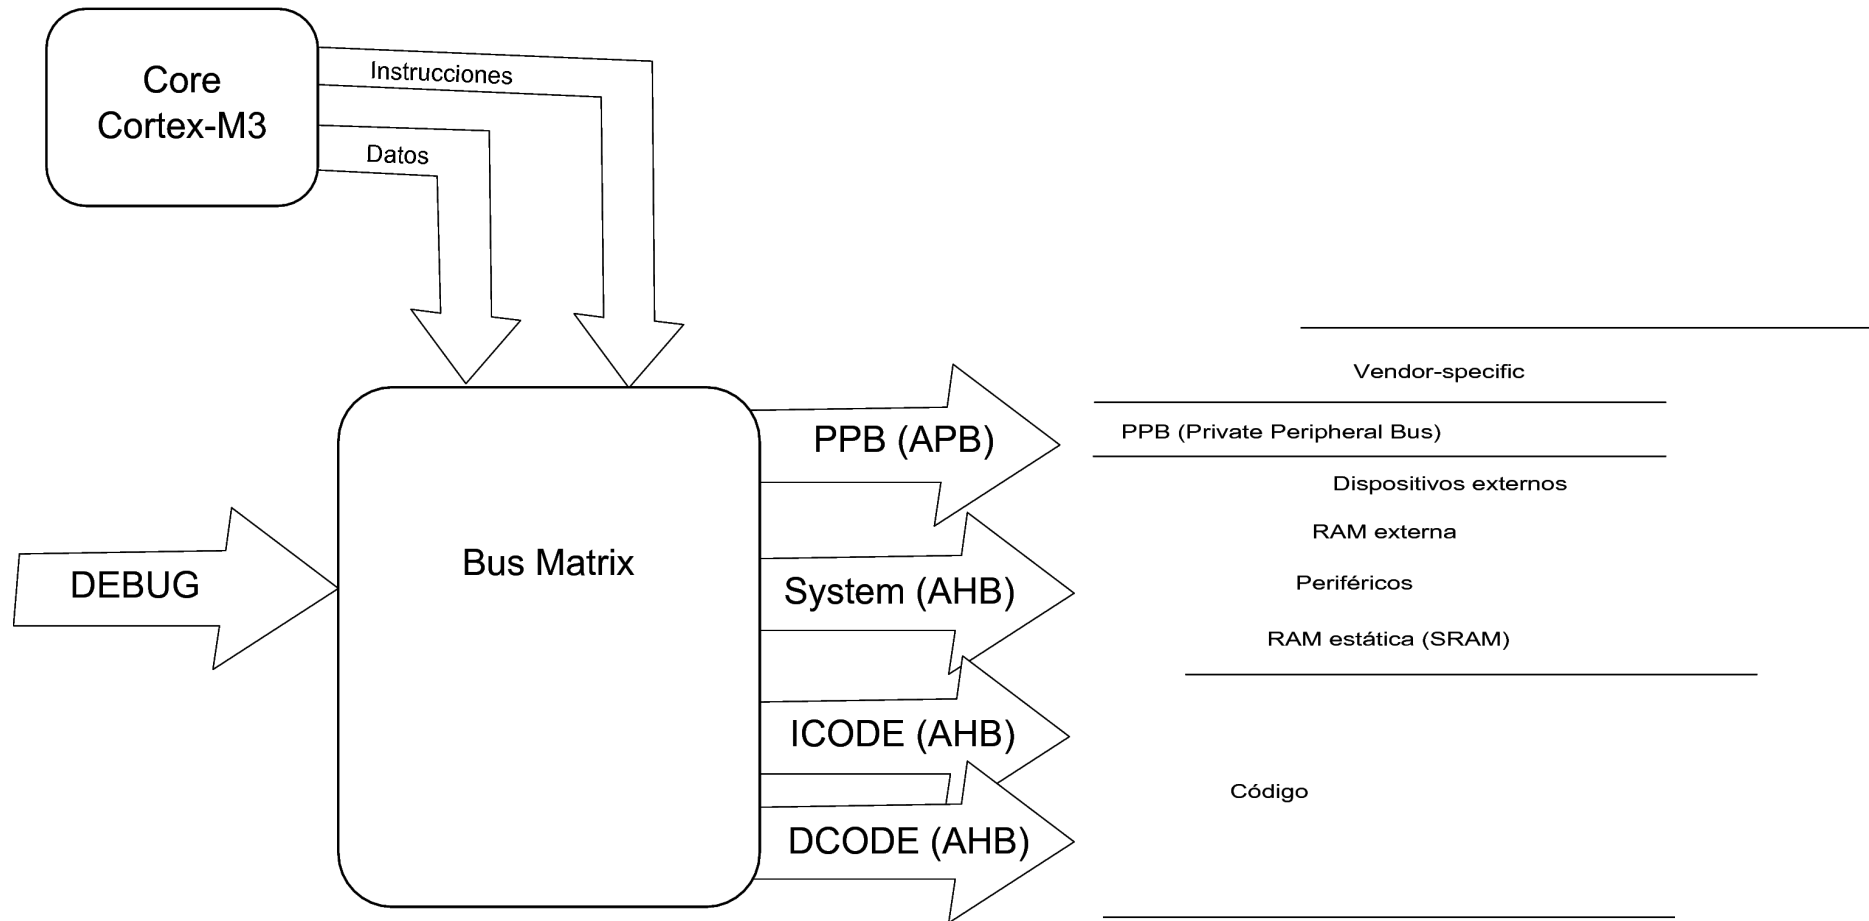 Core
Cortex-M3
Instrucciones
Datos
DEBUG
Bus Matrix
PPB (APB)
System (AHB)
ICODE (AHB)
DCODE (AHB)
Vendor-specific
PPB (Private Peripheral Bus)
Dispositivos externos
RAM externa
Periféricos
RAM estática (SRAM)
Código